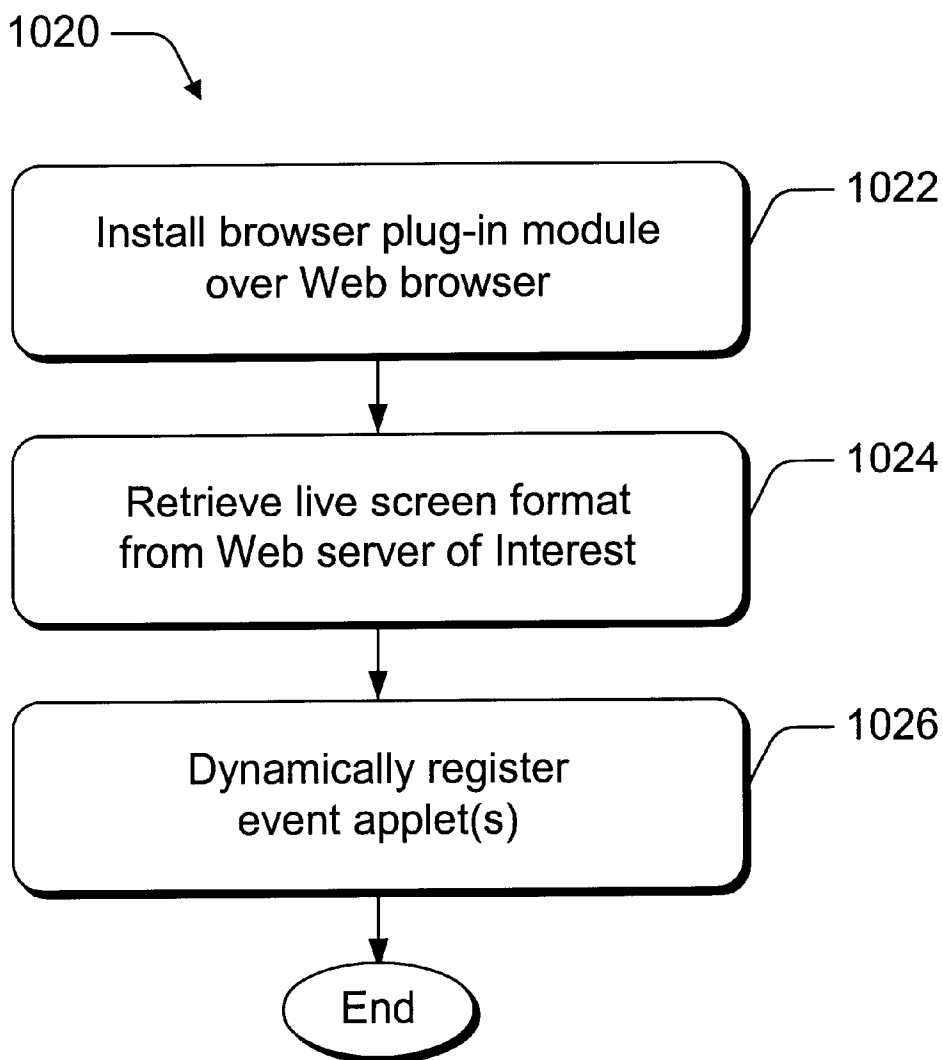 1020
Install browser plug-in module
over Web browser
1022
Retrieve live screen format
from Web server of Interest
1024
Dynamically register
event applet(s)
1026
End